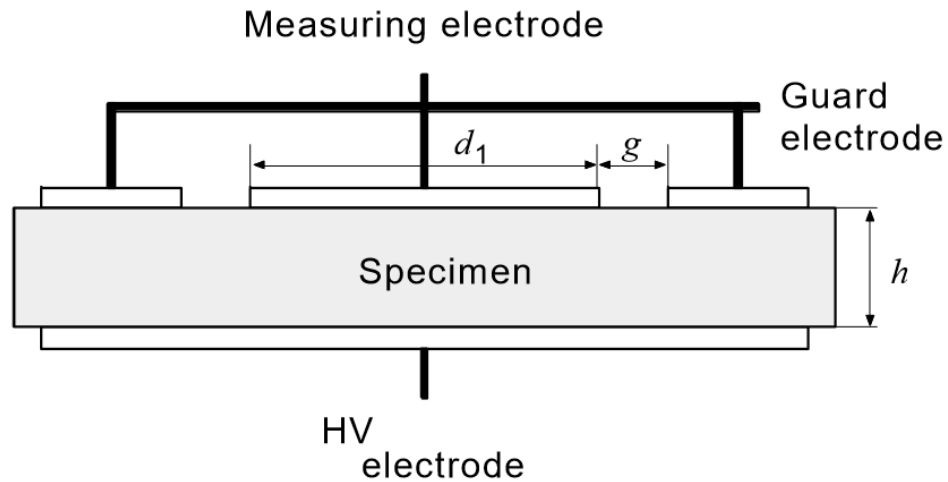 Measuring electrode
Guard
electrode
d₁
g
Specimen
h
HV
electrode